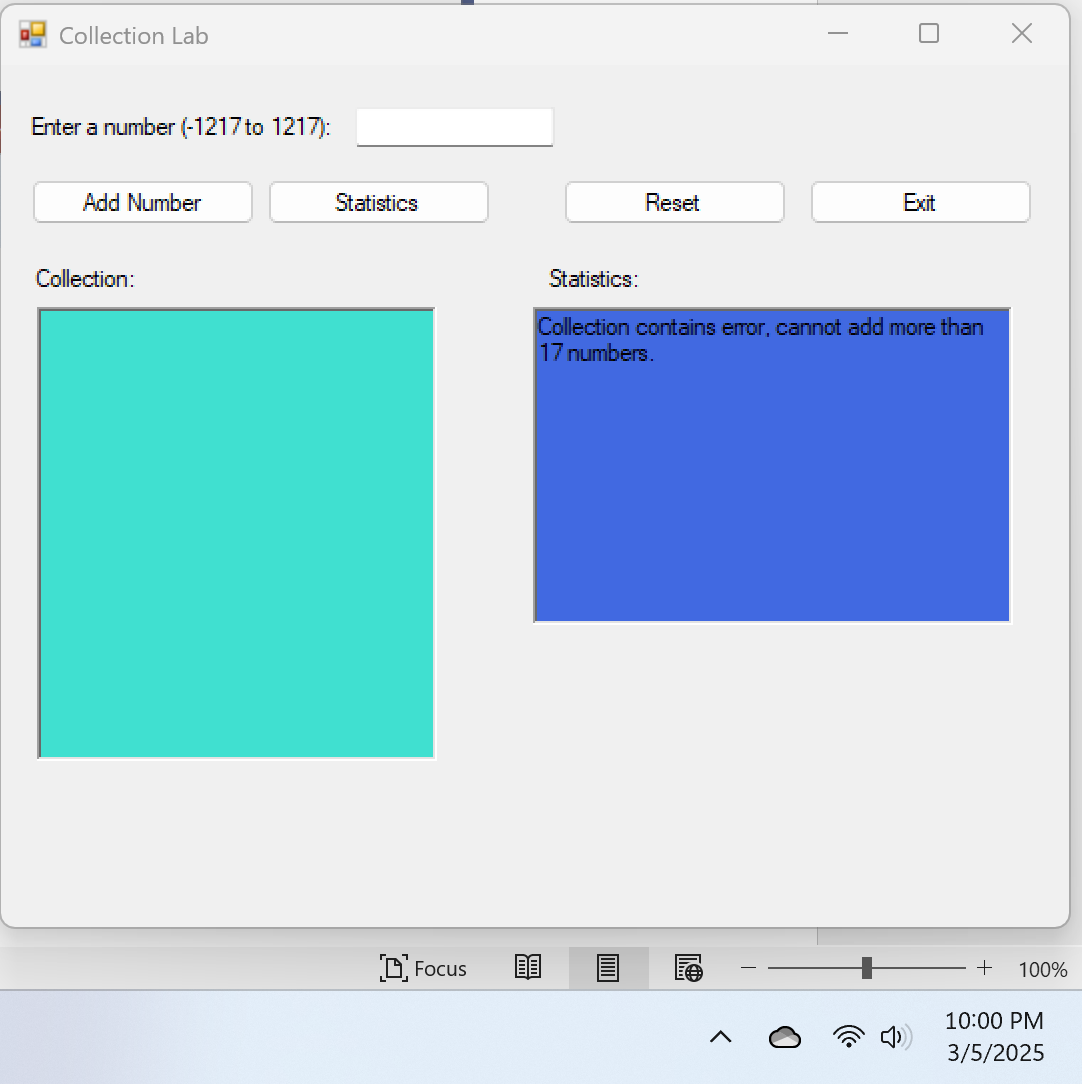 Collection Lab
Enter a number (-1217 to 1217):
Add Number
Statistics
Reset
Exit
Collection:
Statistics:
Collection contains error, cannot add more than
17 numbers.
Focus
100%
10:00 PM
3/5/2025